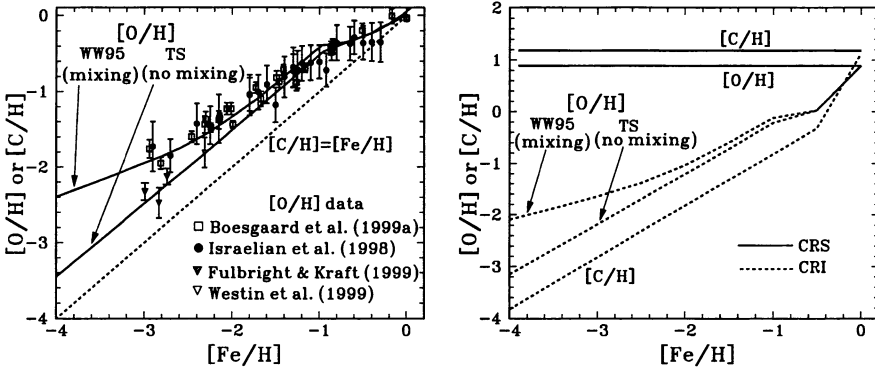 [O/H]
WW95
(mixing)
TS
(no mixing)
[C/H]=[Fe/H]
[O/H] data
Boesgaard et al. (1999a)
Israelian et al. (1998)
Fulbright & Kraft (1999)
Westin et al. (1999)
[O/H] or [C/H]
0
−1
−2
−3
−4
−4 −3 −2 −1 0
[Fe/H]
[C/H]
[O/H]
[O/H]
WW95
(mixing)
TS
(no mixing)
[C/H]
CRS
CRI
[O/H] or [C/H]
2
1
0
−1
−2
−3
−4
−4 −3 −2 −1 0
[Fe/H]